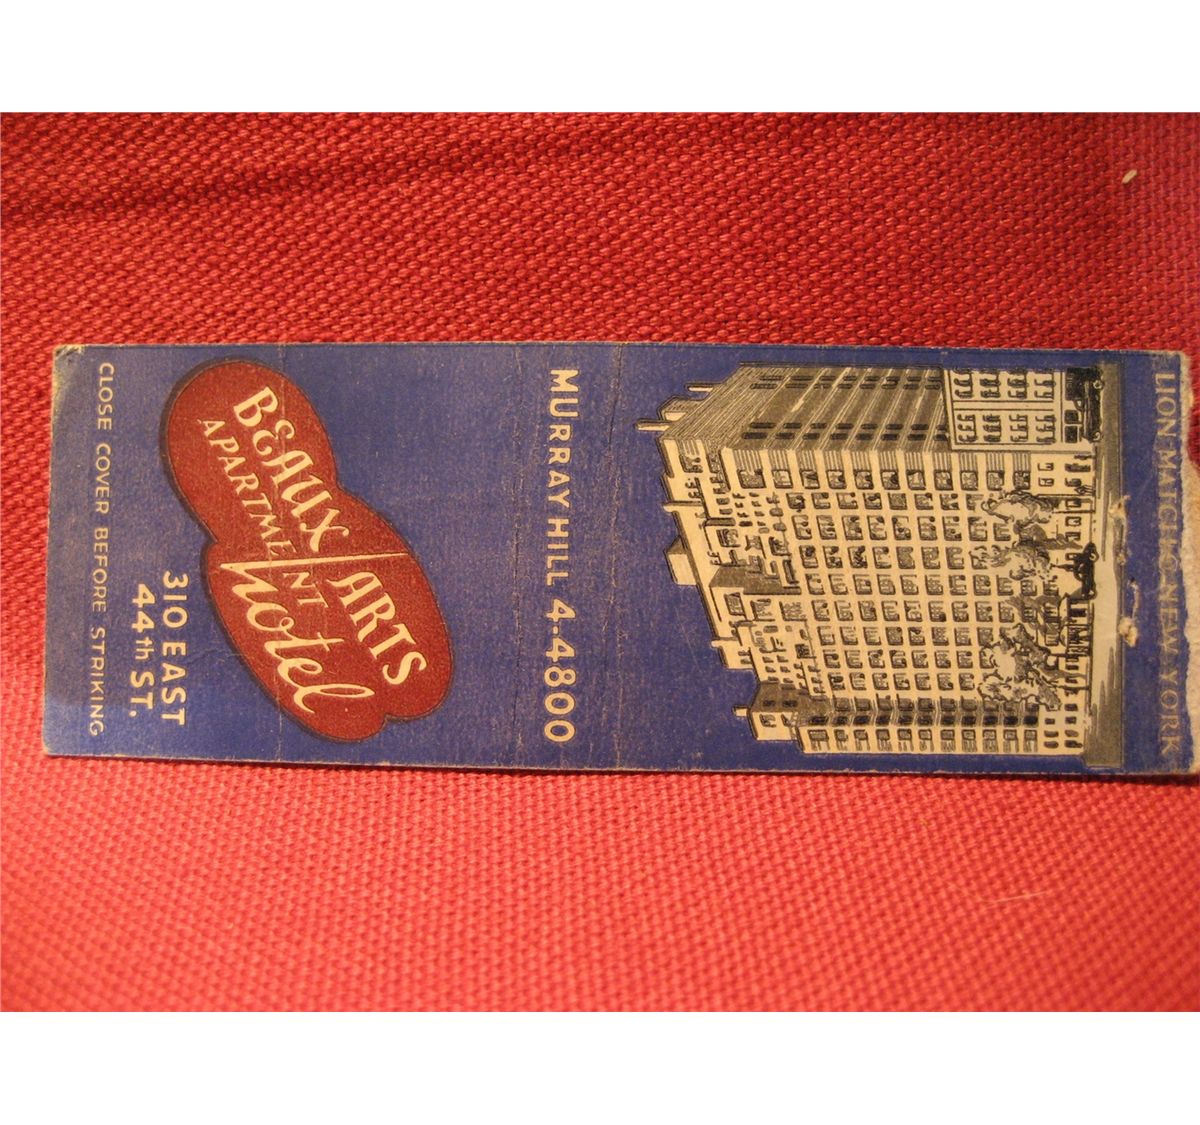 CLOSE COVER BEFORE STRIKING
310 EAST
44th ST.
BEAUX ARTS
APARTMENT hotel
MURRAY HILL 4-4800
LION MATCH CO. NEW YORK